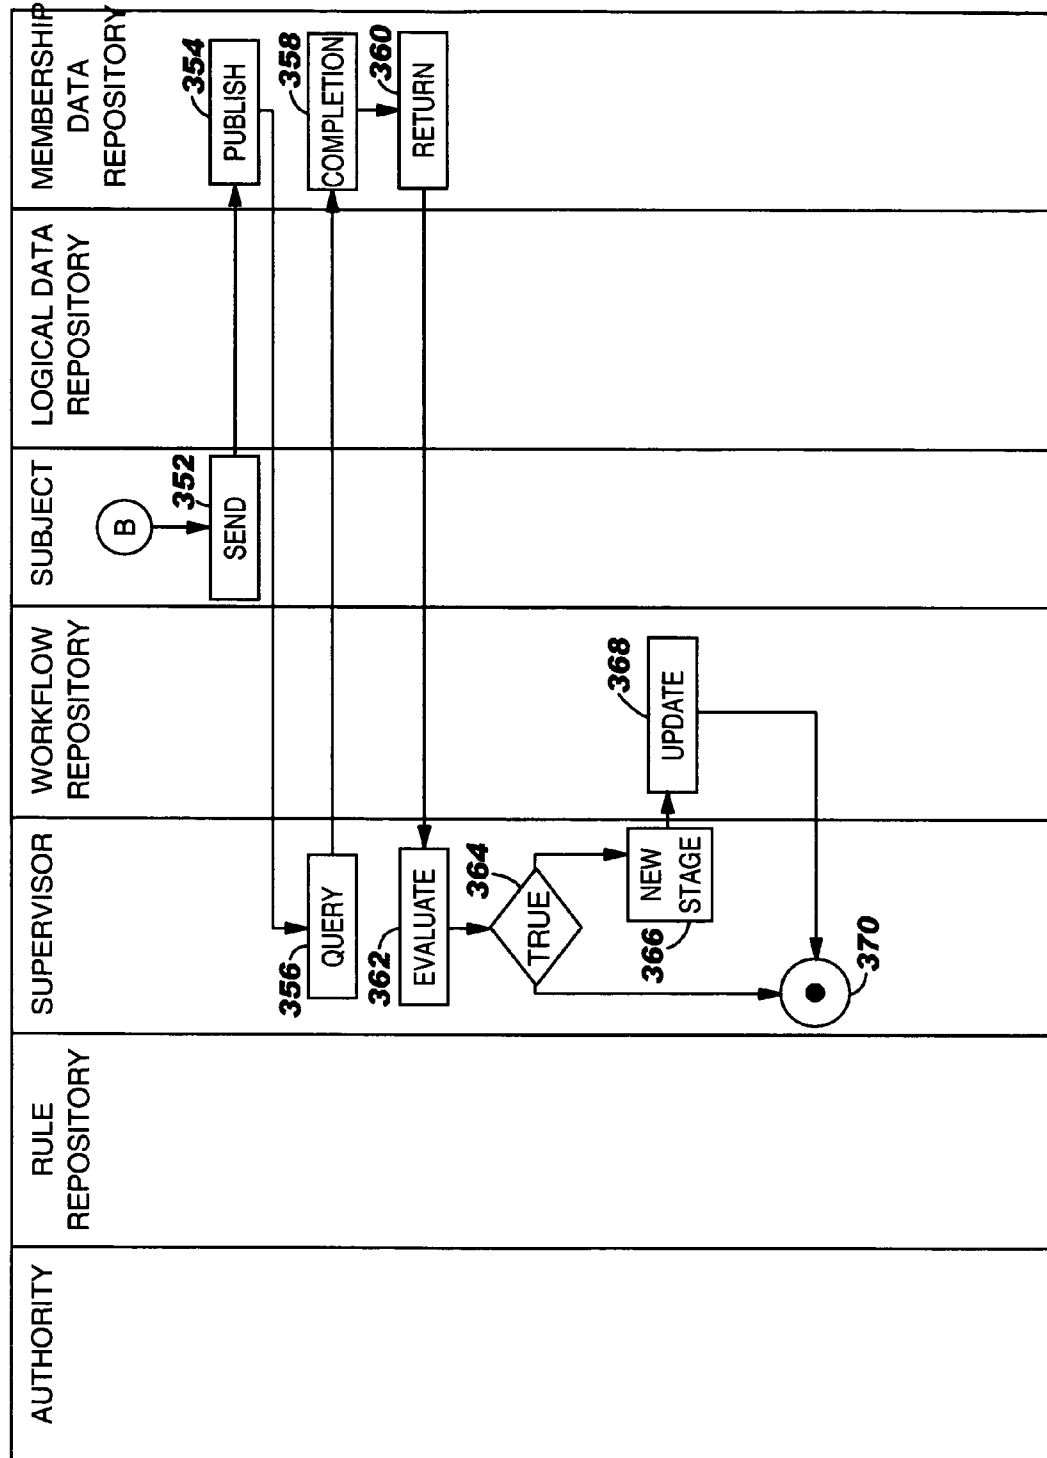 AUTHORITY
RULE
REPOSITORY
SUPERVISOR
WORKFLOW
REPOSITORY
SUBJECT
LOGICAL DATA
REPOSITORY
MEMBERSHIP
DATA
REPOSITORY
B
352
SEND
354
PUBLISH
356
QUERY
358
COMPLETION
360
RETURN
362
EVALUATE
364
TRUE
366
NEW
STAGE
368
UPDATE
370